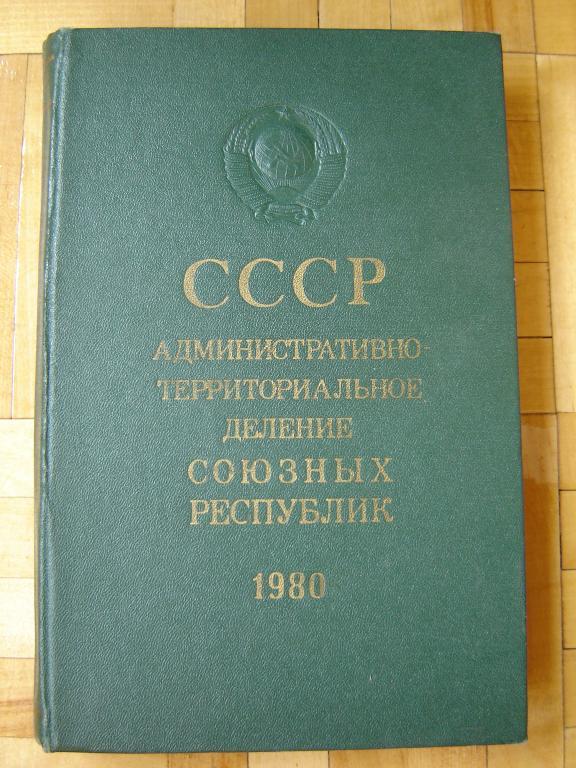 СССР
АДМИНИСТРАТИВНО-
ТЕРРИТОРИАЛЬНОЕ
ДЕЛЕНИЕ
СОЮЗНЫХ
РЕСПУБЛИК
1980